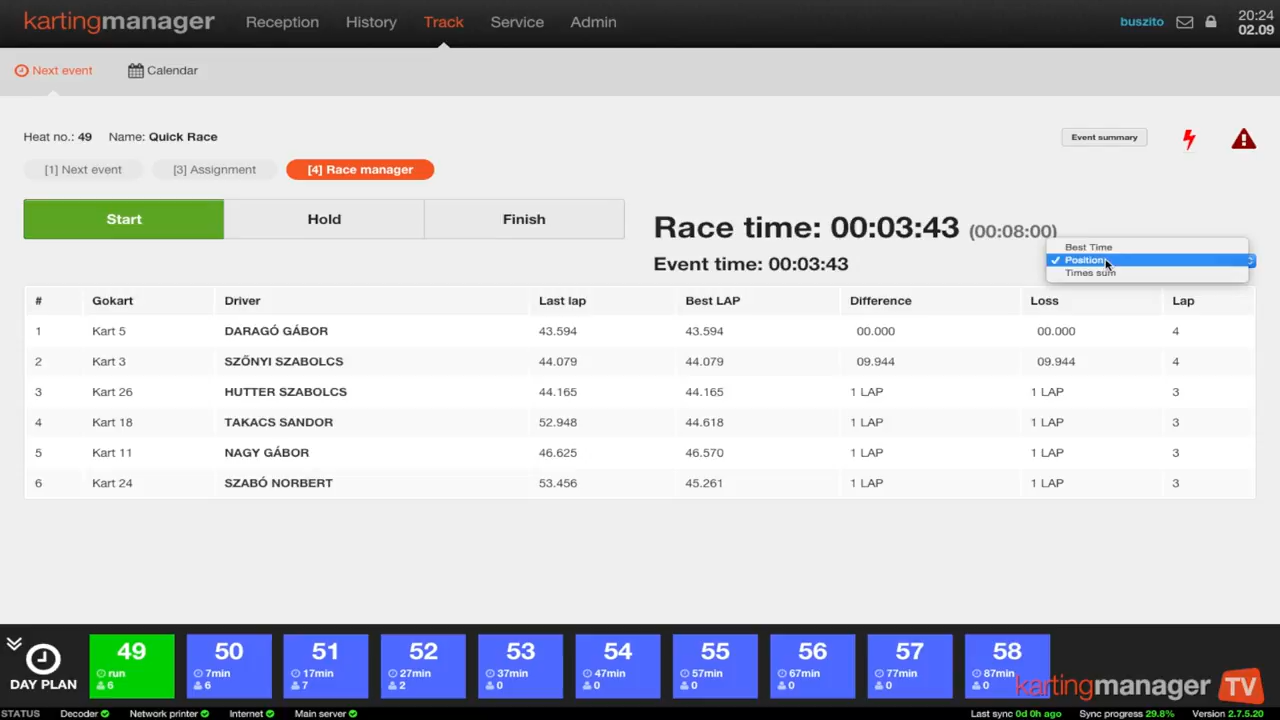 kartingmanager Reception History Track Service Admin buszito 20:24
02.09
Next event Calendar
Heat no.: 49 Name: Quick Race Event summary
[1] Next event [3] Assignment [4] Race manager
Start Hold Finish Race time: 00:03:43 (00:08:00)
Best Time
Position
Times sum
Event time: 00:03:43
# Gokart Driver Last lap Best LAP Difference Loss Lap
1 Kart 5 DARAGÓ GÁBOR 43.594 43.594 00.000 00.000 4
2 Kart 3 SZŐNYI SZABOLCS 44.079 44.079 09.944 09.944 4
3 Kart 26 HUTTER SZABOLCS 44.165 44.165 1 LAP 1 LAP 3
4 Kart 18 TAKACS SANDOR 52.948 44.618 1 LAP 1 LAP 3
5 Kart 11 NAGY GÁBOR 46.625 46.570 1 LAP 1 LAP 3
6 Kart 24 SZABÓ NORBERT 53.456 45.261 1 LAP 1 LAP 3
49 50 51 52 53 54 55 56 57 58
run 7min 17min 27min 37min 47min 57min 67min 77min 87min
DAY PLAN 6 6 7 2 0 0 0 0 0 0
kartingmanager TV
STATUS Decoder Network printer Internet Main server Last sync 0d 0h ago Sync progress 29.8% Version 2.7.5.20